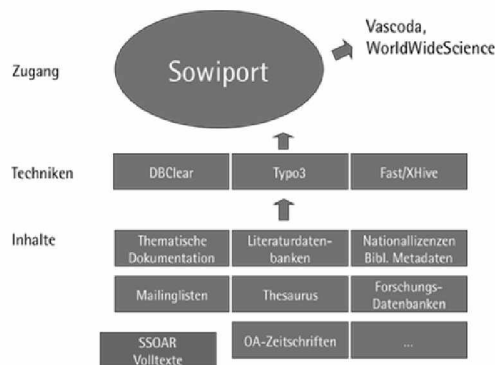 Vascoda,
WorldWideScience
Zugang
Sowiport
Techniken
DBClear
Typo3
Fast/XHive
Inhalte
Thematische
Dokumentation
Literaturdaten-
banken
Nationallizenzen
Bibl. Metadaten
Mailinglisten
Thesaurus
Forschungs-
Datenbanken
SSOAR
Volltexte
OA-Zeitschriften
...